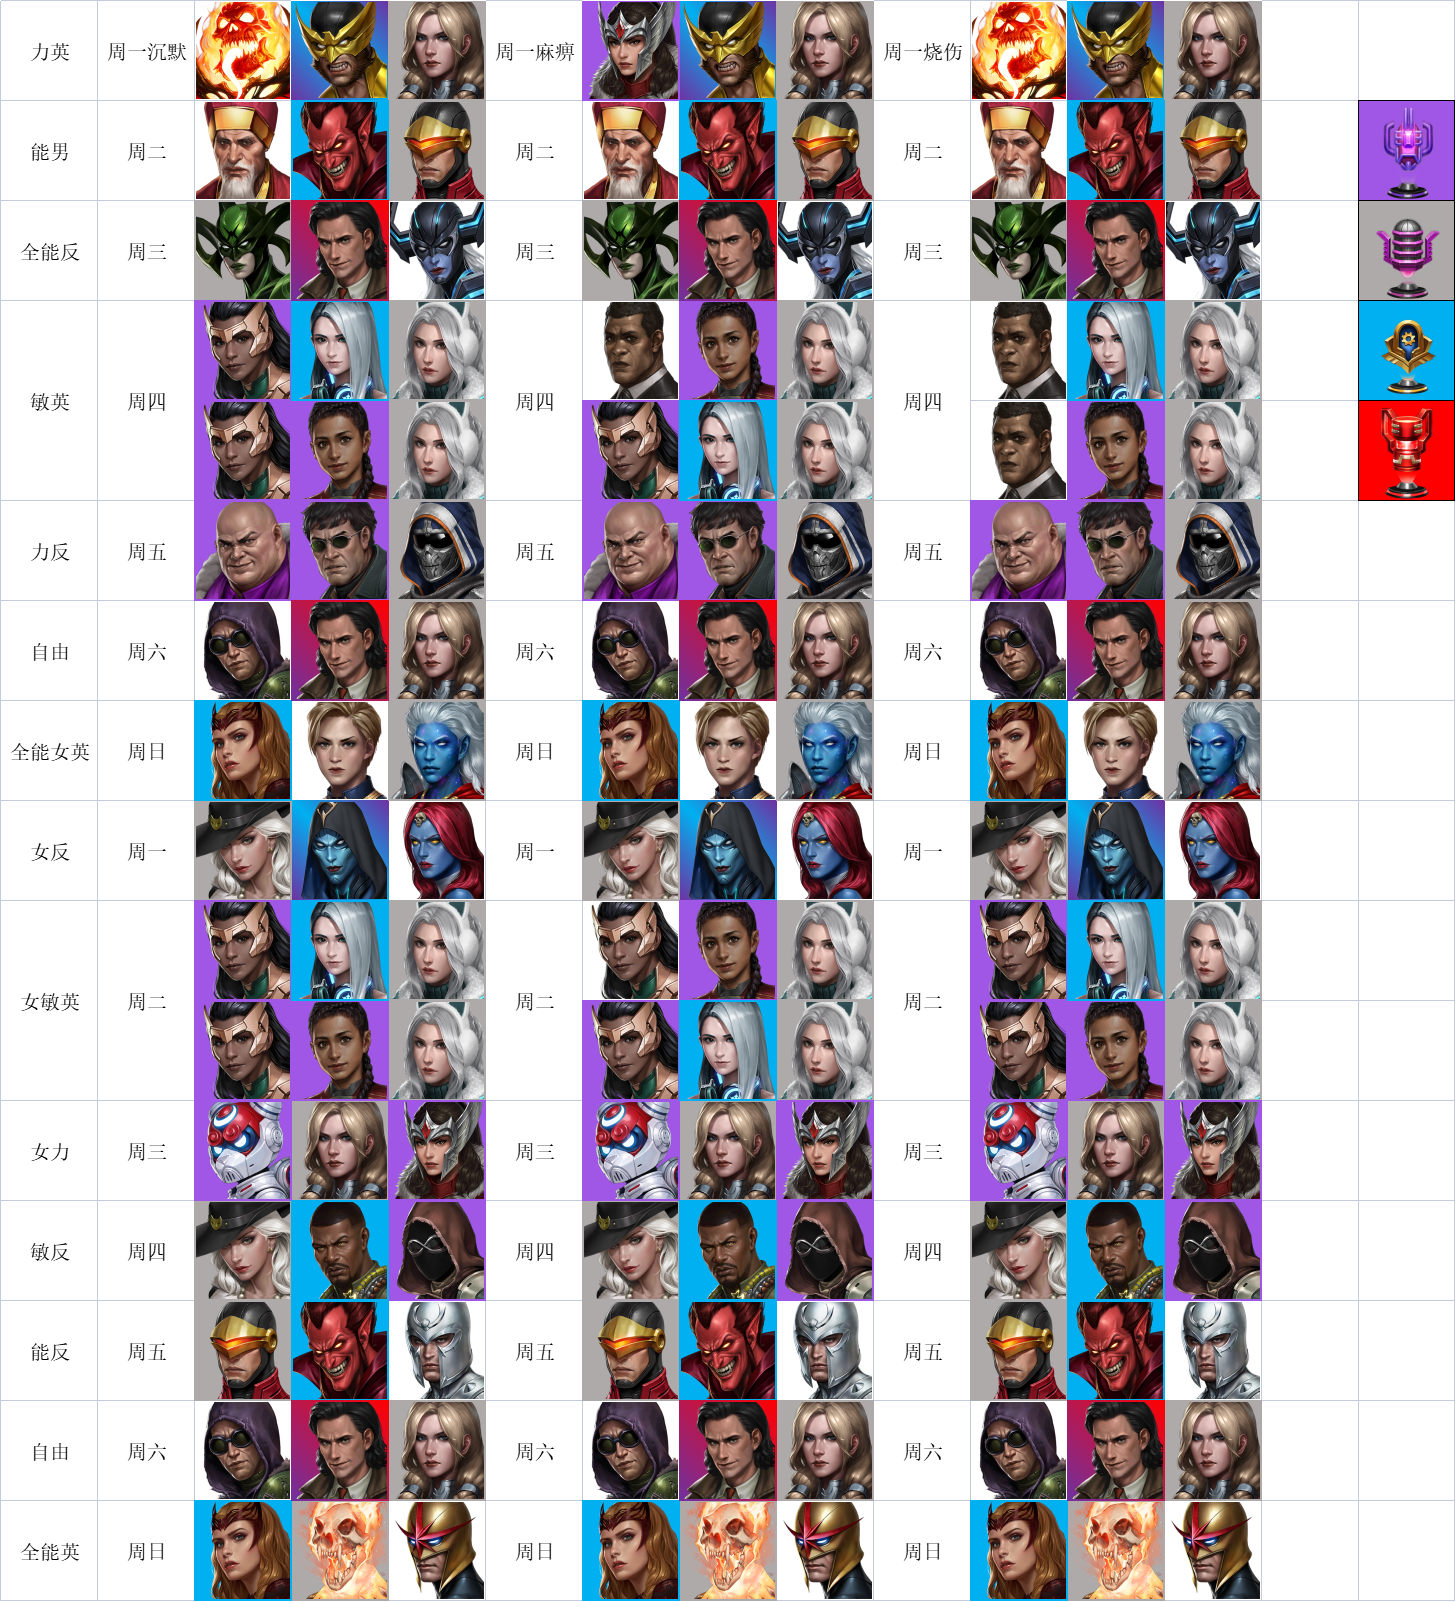 力英 周一沉默 周一麻痹 周一烧伤
能男 周二 周二 周二
全能反 周三 周三 周三
敏英 周四 周四 周四
力反 周五 周五 周五
自由 周六 周六 周六
全能女英 周日 周日 周日
女反 周一 周一 周一
女敏英 周二 周二 周二
女力 周三 周三 周三
敏反 周四 周四 周四
能反 周五 周五 周五
自由 周六 周六 周六
全能英 周日 周日 周日